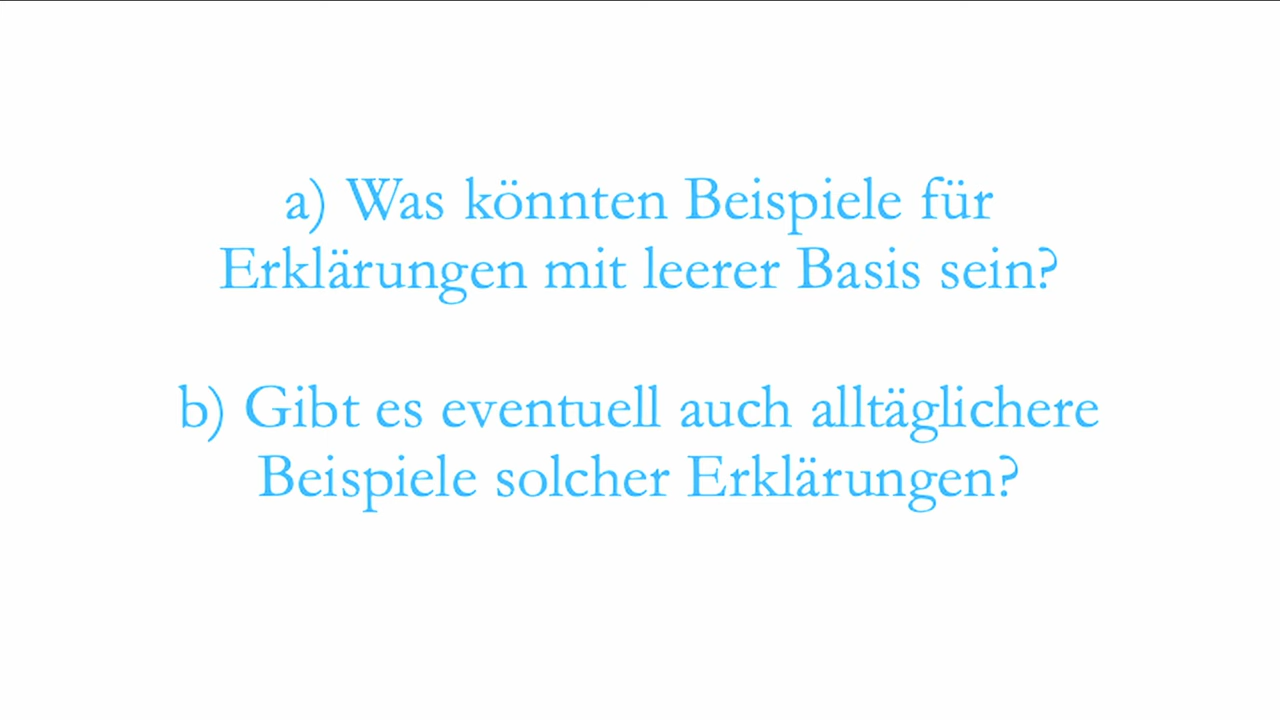 a) Was könnten Beispiele für
Erklärungen mit leerer Basis sein?
b) Gibt es eventuell auch alltäglichere
Beispiele solcher Erklärungen?